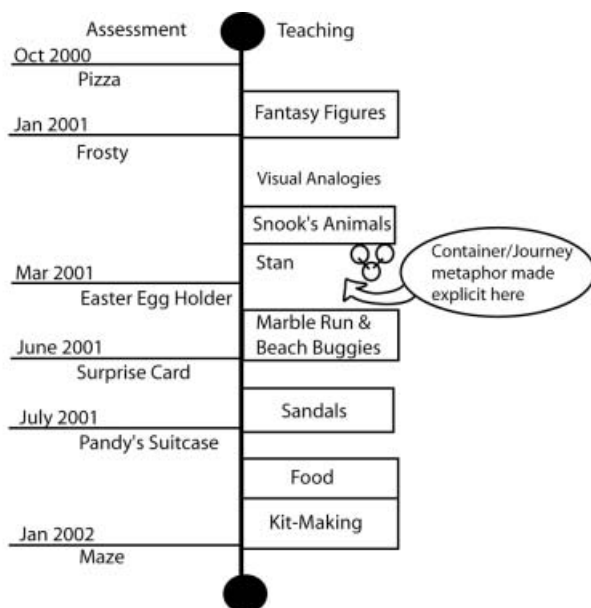 Assessment
Teaching
Oct 2000
Pizza
Fantasy Figures
Jan 2001
Frosty
Visual Analogies
Snook's Animals
Stan
Container/Journey
metaphor made
explicit here
Mar 2001
Easter Egg Holder
Marble Run &
Beach Buggies
June 2001
Surprise Card
Sandals
July 2001
Pandy's Suitcase
Food
Kit-Making
Jan 2002
Maze